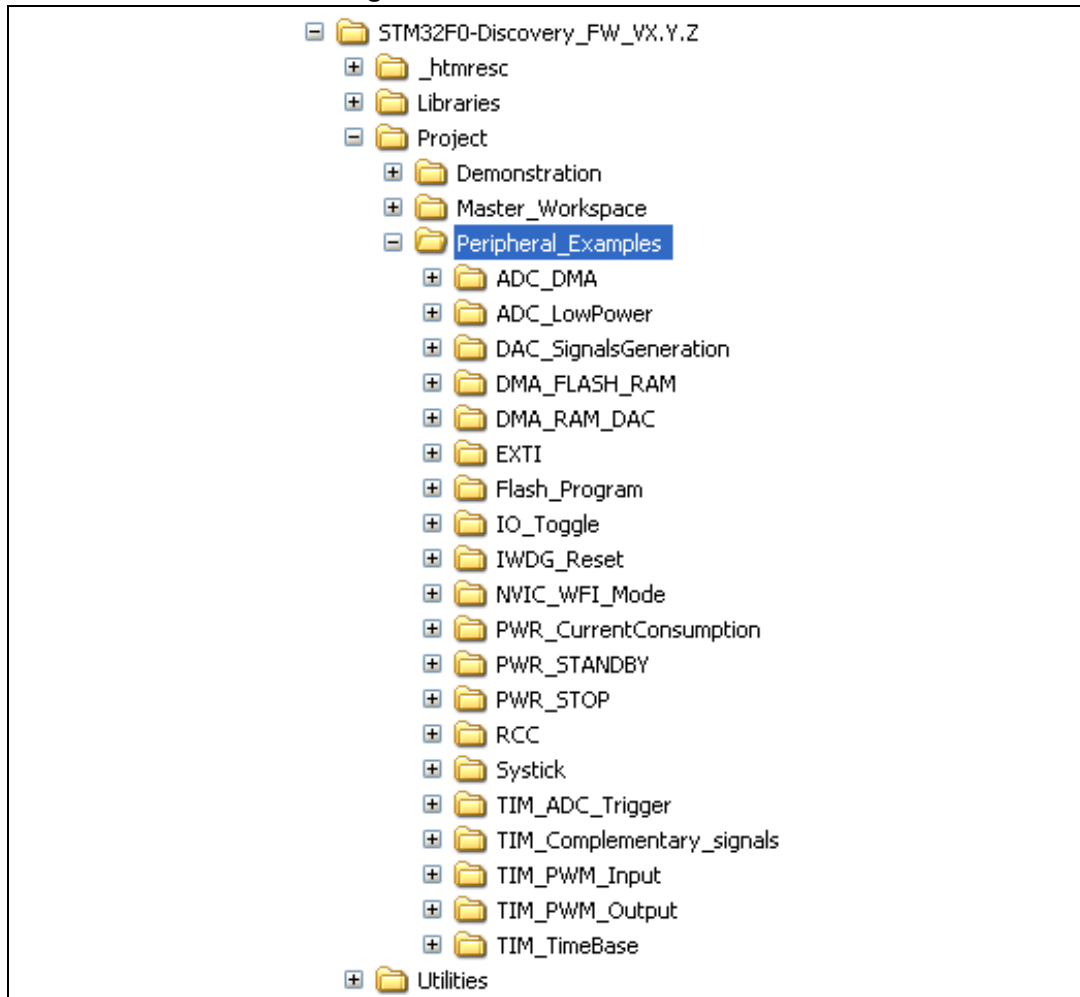 STM32F0-Discovery_FW_VX.Y.Z
_htmresc
Libraries
Project
Demonstration
Master_Workspace
Peripheral_Examples
ADC_DMA
ADC_LowPower
DAC_SignalsGeneration
DMA_FLASH_RAM
DMA_RAM_DAC
EXTI
Flash_Program
IO_Toggle
IWDG_Reset
NVIC_WFI_Mode
PWR_CurrentConsumption
PWR_STANDBY
PWR_STOP
RCC
Systick
TIM_ADC_Trigger
TIM_Complementary_signals
TIM_PWM_Input
TIM_PWM_Output
TIM_TimeBase
Utilities